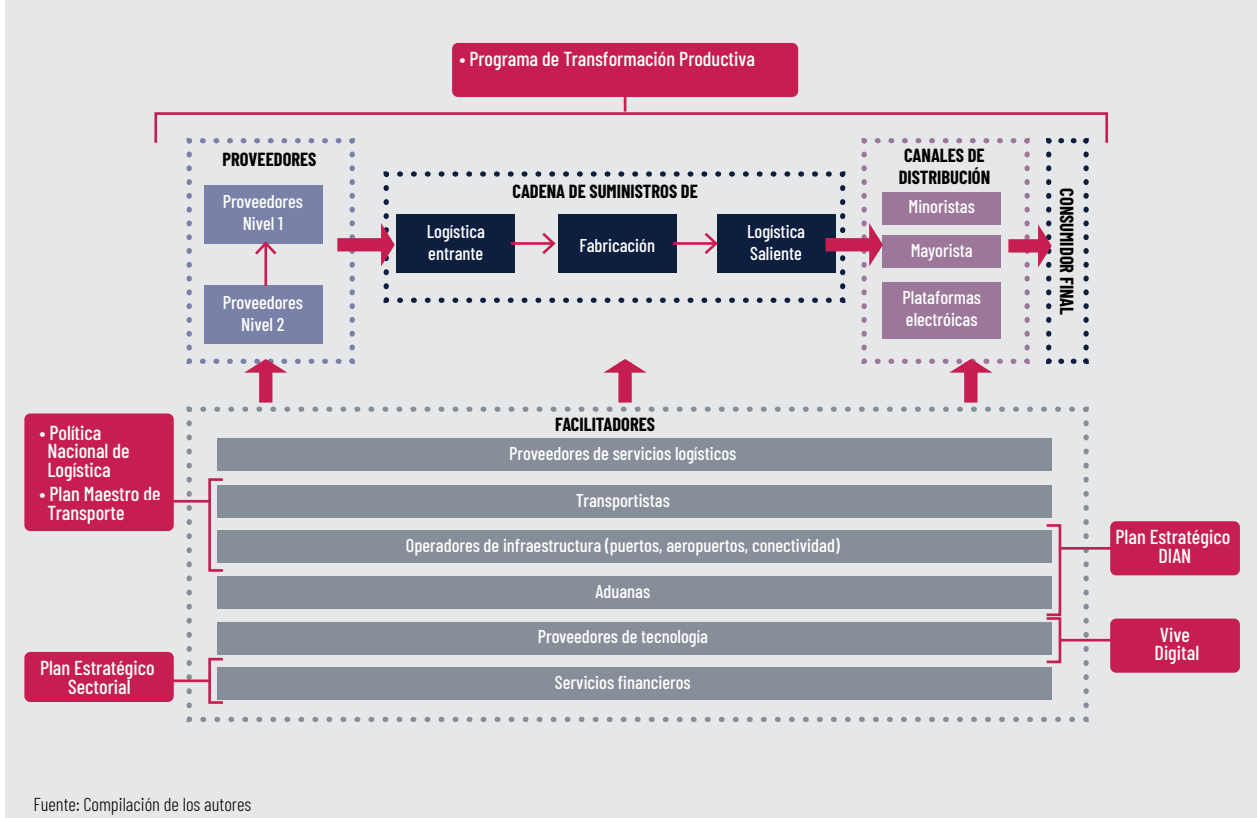 • Programa de Transformación Productiva
PROVEEDORES
Proveedores
Nivel 1
Proveedores
Nivel 2
CADENA DE SUMINISTROS DE
Logística
entrante
Fabricación
Logística
Saliente
CANALES DE
DISTRIBUCIÓN
Minoristas
Mayorista
Plataformas
electróicas
CONSUMIDOR FINAL
• Política
Nacional de
Logística
• Plan Maestro de
Transporte
FACILITADORES
Proveedores de servicios logísticos
Transportistas
Operadores de infraestructura (puertos, aeropuertos, conectividad)
Aduanas
Proveedores de tecnología
Servicios financieros
Plan Estratégico
DIAN
Vive
Digital
Plan Estratégico
Sectorial
Fuente: Compilación de los autores